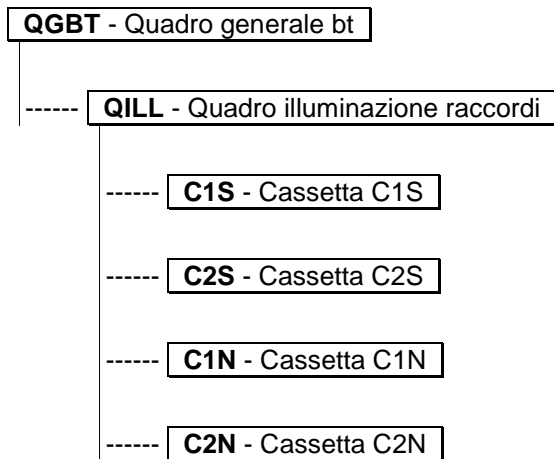 QGBT - Quadro generale bt
------ QILL - Quadro illuminazione raccordi
------ C1S - Cassetta C1S
------ C2S - Cassetta C2S
------ C1N - Cassetta C1N
------ C2N - Cassetta C2N